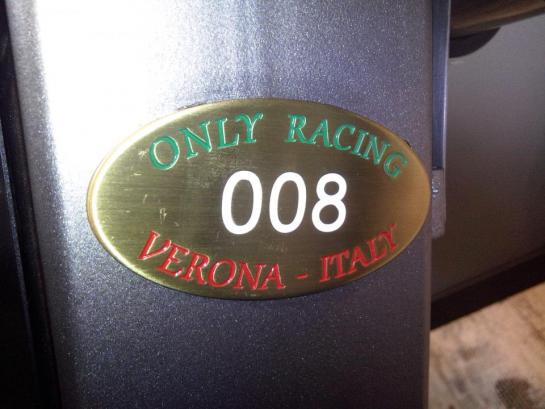 ONLY RACING
008
VERONA - ITALY